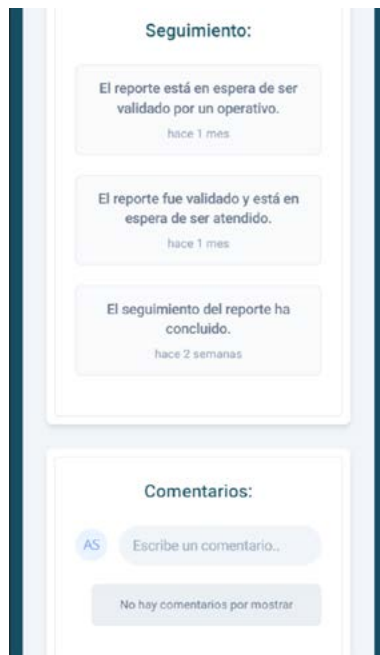 Seguimiento:
El reporte está en espera de ser
validado por un operativo.
hace 1 mes
El reporte fue validado y está en
espera de ser atendido.
hace 1 mes
El seguimiento del reporte ha
concluido.
hace 2 semanas
Comentarios:
AS
Escribe un comentario..
No hay comentarios por mostrar